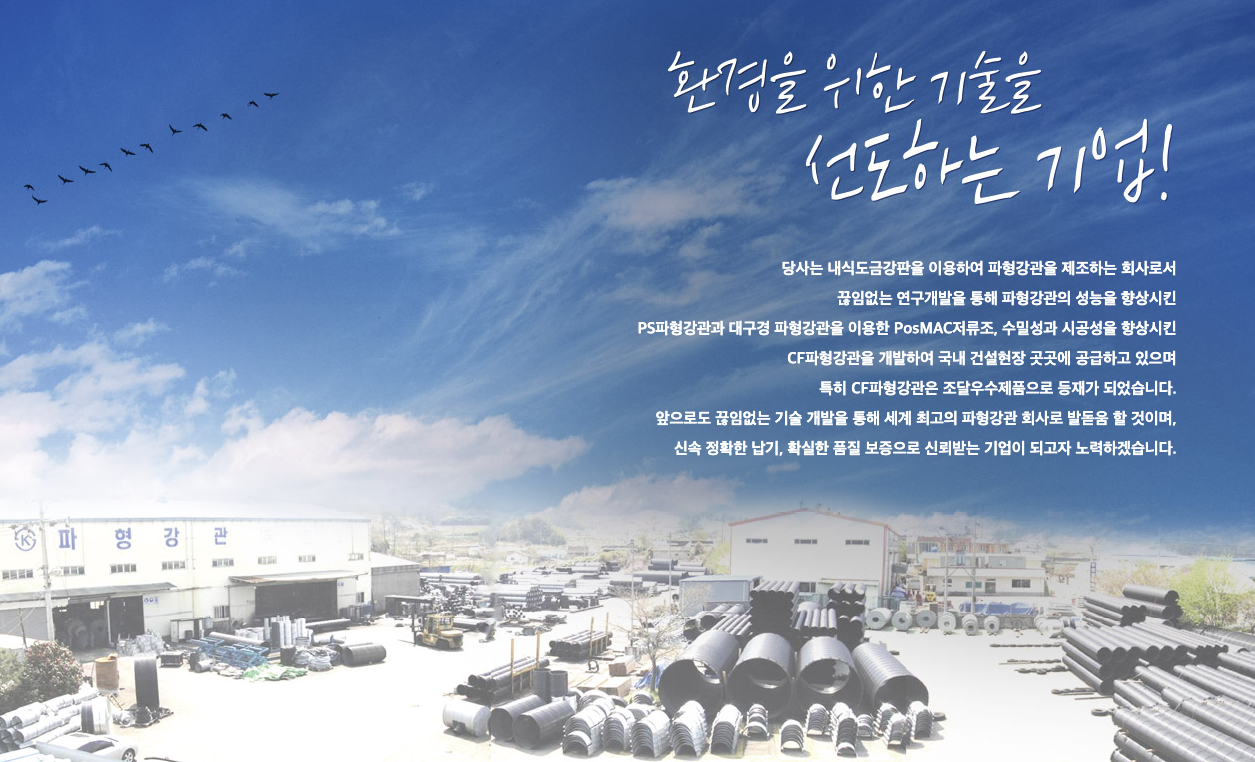 환경을 위한 기술을
선도하는 기업!
당사는 내식도금강판을 이용하여 파형강관을 제조하는 회사로서
끊임없는 연구개발을 통해 파형강관의 성능을 향상시킨
PS파형강관과 대구경 파형강관을 이용한 PosMAC저류조, 수밀성과 시공성을 향상시킨
CF파형강관을 개발하여 국내 건설현장 곳곳에 공급하고 있으며
특히 CF파형강관은 조달우수제품으로 등재가 되었습니다.
앞으로도 끊임없는 기술 개발을 통해 세계 최고의 파형강관 회사로 발돋움 할 것이며,
신속 정확한 납기, 확실한 품질 보증으로 신뢰받는 기업이 되고자 노력하겠습니다.
K 파형강관